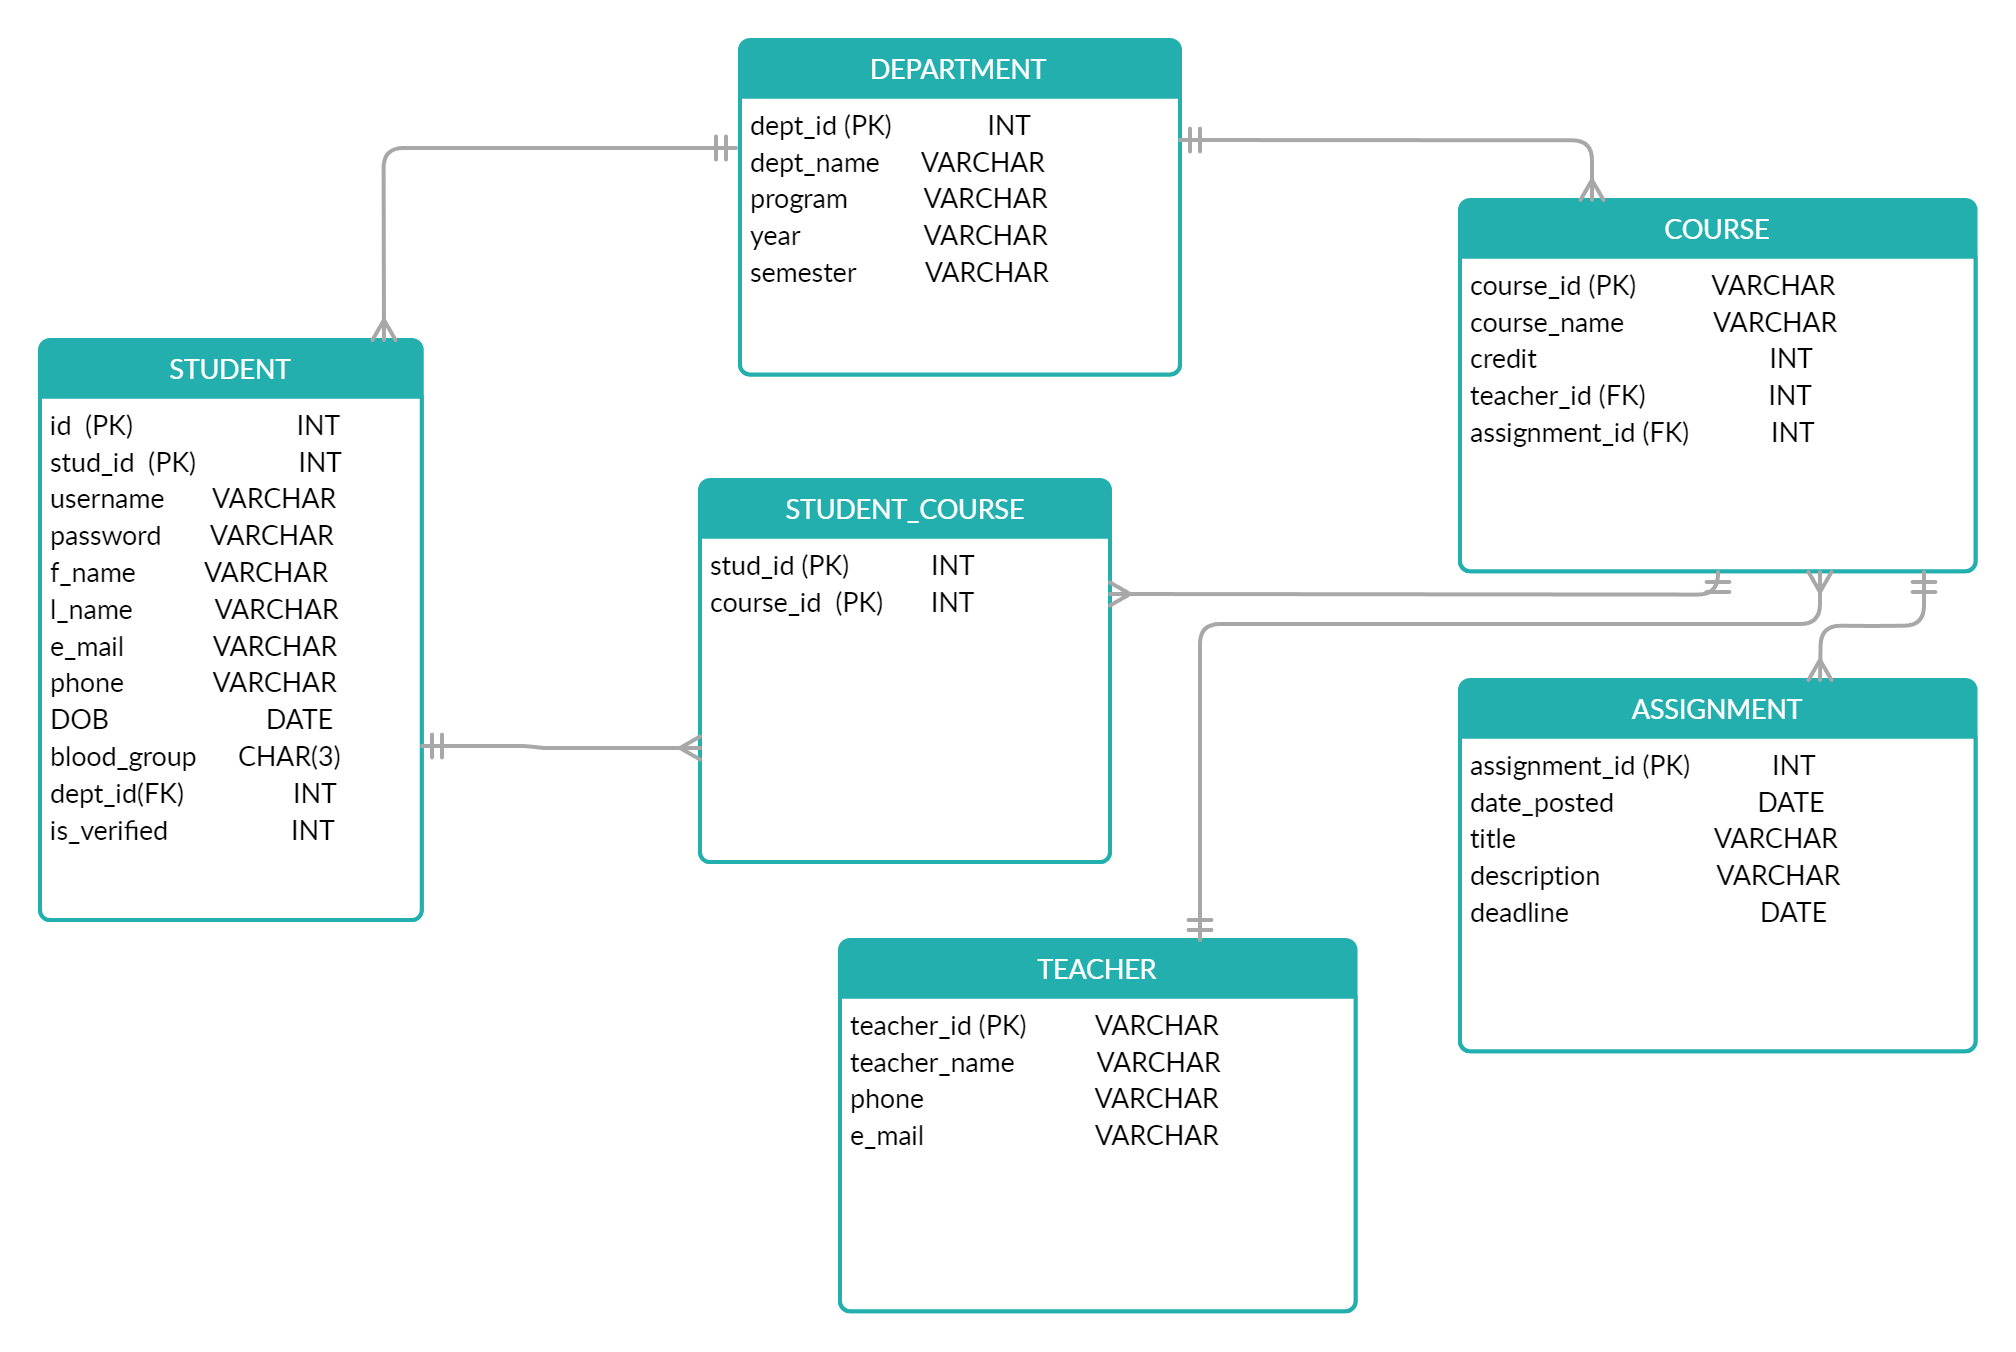 DEPARTMENT
dept_id (PK) INT
dept_name VARCHAR
program VARCHAR
year VARCHAR
semester VARCHAR
COURSE
course_id (PK) VARCHAR
course_name VARCHAR
credit INT
teacher_id (FK) INT
assignment_id (FK) INT
STUDENT
id (PK) INT
stud_id (PK) INT
username VARCHAR
password VARCHAR
f_name VARCHAR
l_name VARCHAR
e_mail VARCHAR
phone VARCHAR
DOB DATE
blood_group CHAR(3)
dept_id(FK) INT
is_verified INT
STUDENT_COURSE
stud_id (PK) INT
course_id (PK) INT
ASSIGNMENT
assignment_id (PK) INT
date_posted DATE
title VARCHAR
description VARCHAR
deadline DATE
TEACHER
teacher_id (PK) VARCHAR
teacher_name VARCHAR
phone VARCHAR
e_mail VARCHAR